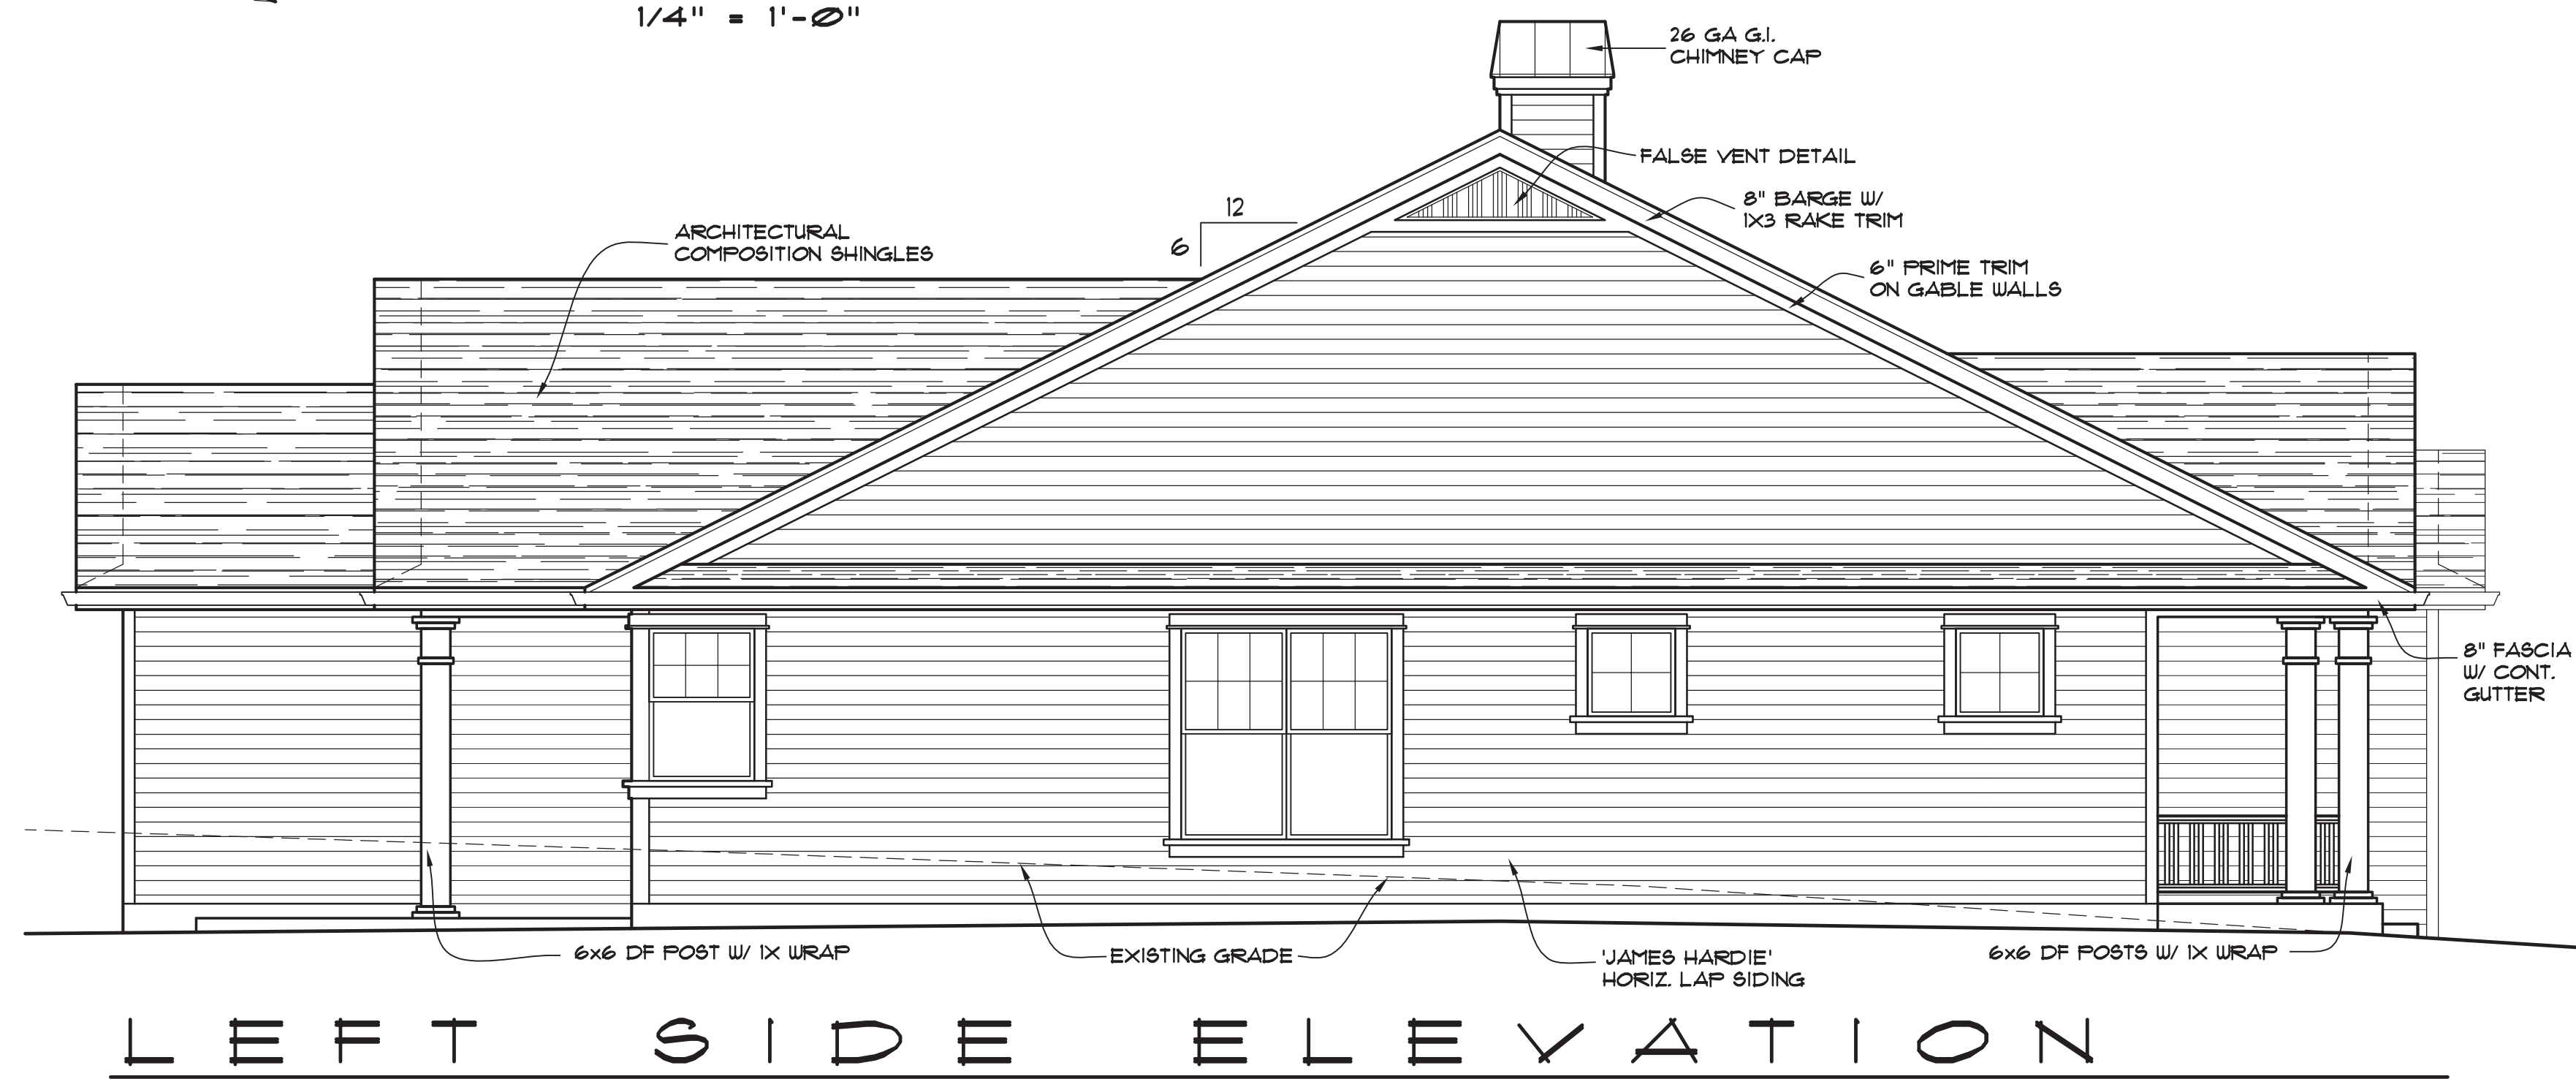 1/4" = 1'-0"
26 GA G.I.
CHIMNEY CAP
FALSE VENT DETAIL
8" BARGE W/
1X3 RAKE TRIM
12
6
ARCHITECTURAL
COMPOSITION SHINGLES
6" PRIME TRIM
ON GABLE WALLS
8" FASCIA
W/ CONT.
GUTTER
6x6 DF POST W/ 1X WRAP
EXISTING GRADE
'JAMES HARDIE'
HORIZ. LAP SIDING
6x6 DF POSTS W/ 1X WRAP
LEFT SIDE ELEVATION